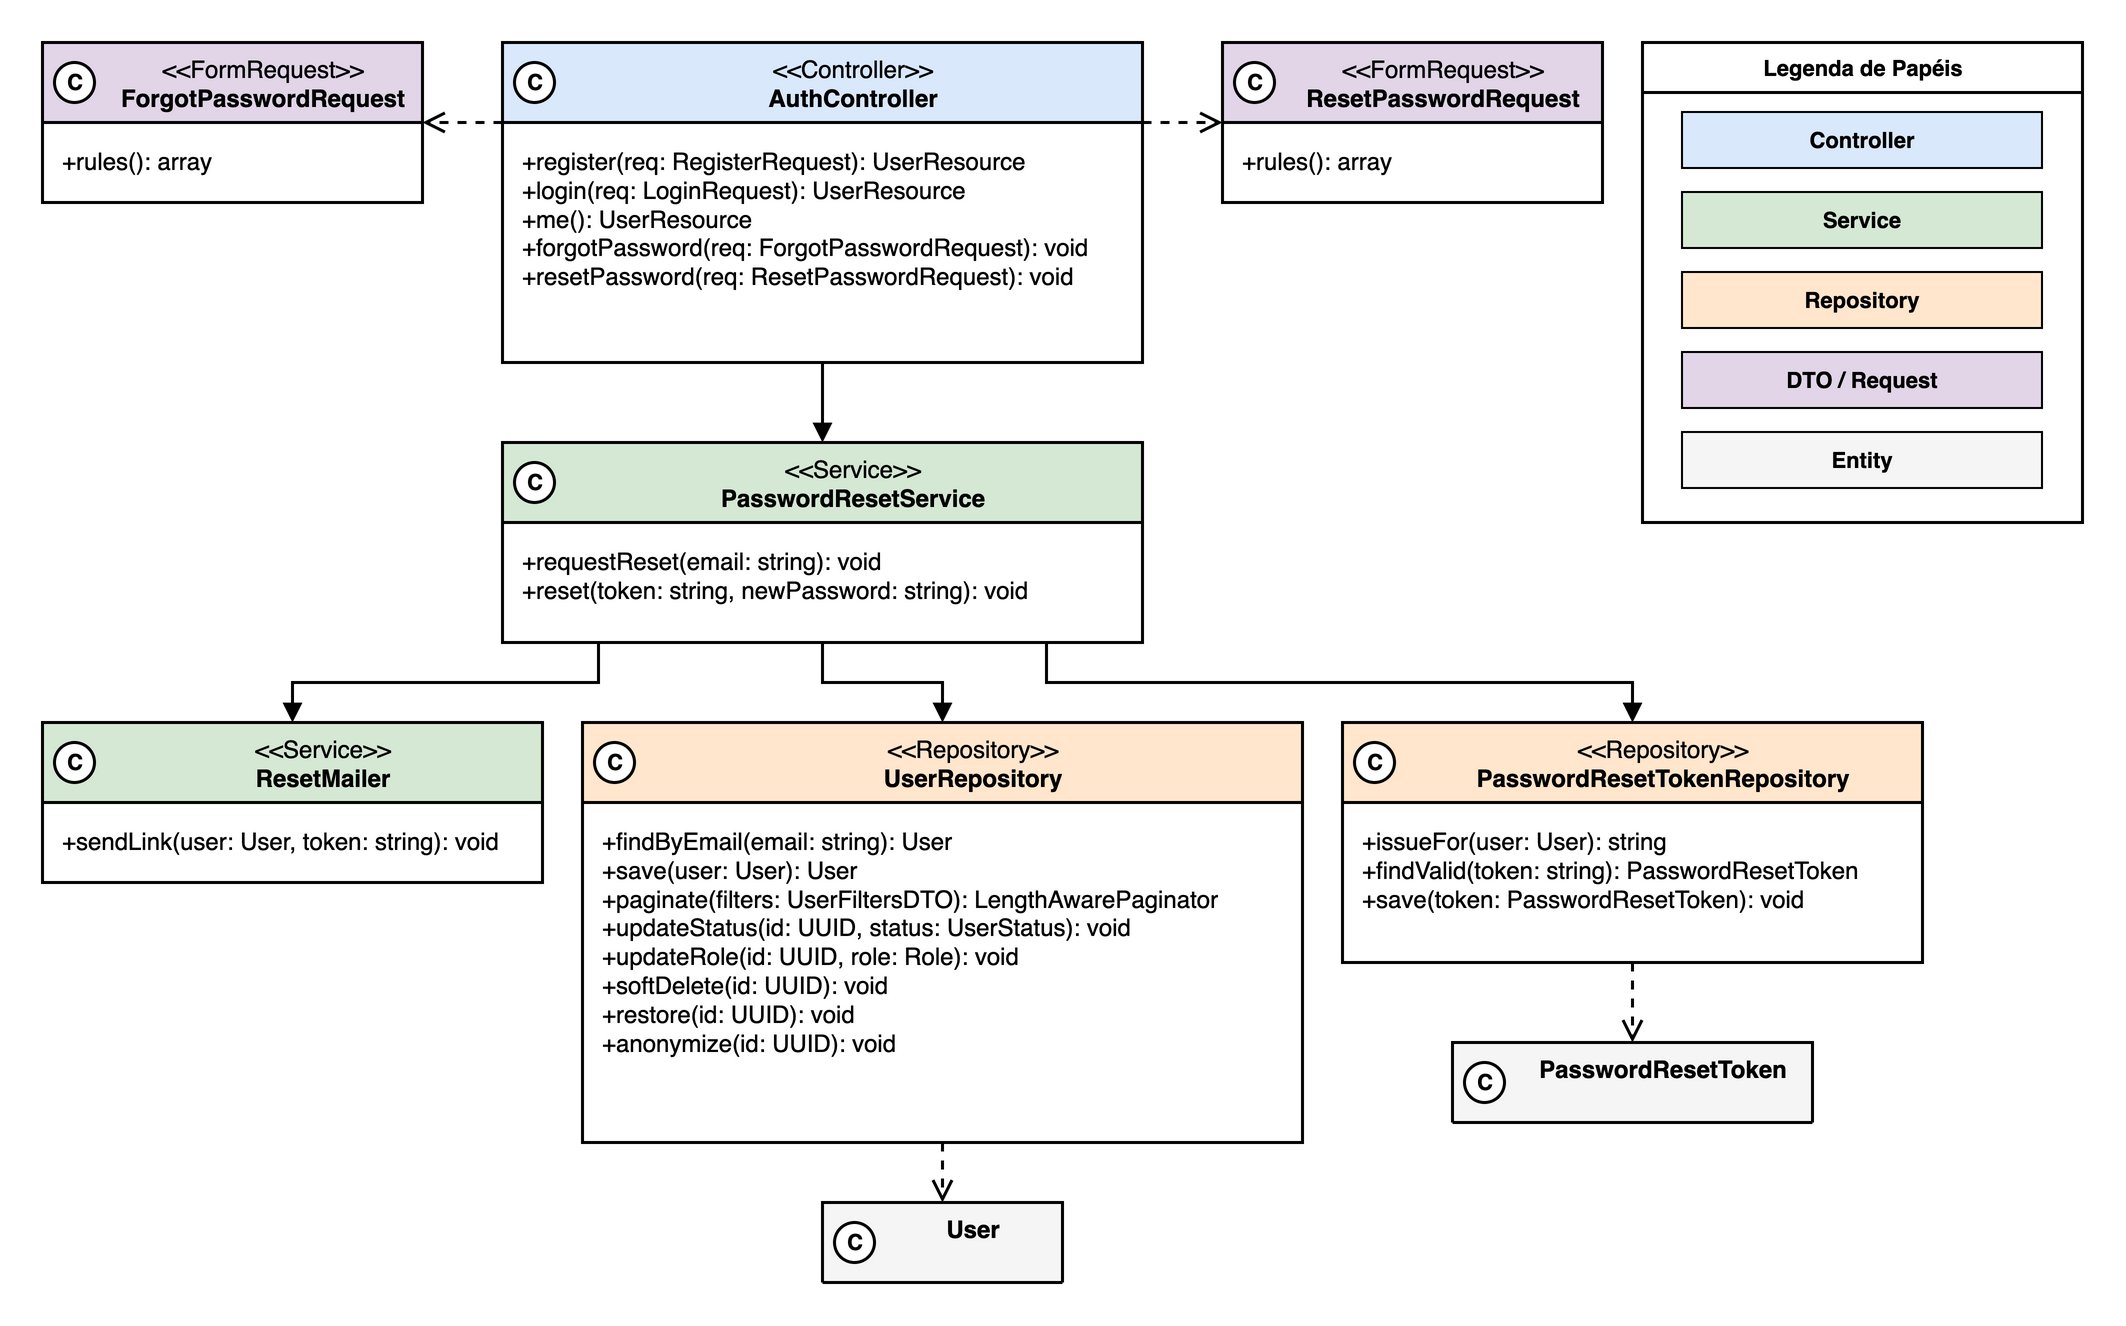 C
<<FormRequest>>
ForgotPasswordRequest
+rules(): array
C
<<Controller>>
AuthController
+register(req: RegisterRequest): UserResource
+login(req: LoginRequest): UserResource
+me(): UserResource
+forgotPassword(req: ForgotPasswordRequest): void
+resetPassword(req: ResetPasswordRequest): void
C
<<FormRequest>>
ResetPasswordRequest
+rules(): array
Legenda de Papéis
Controller
Service
Repository
DTO / Request
Entity
C
<<Service>>
PasswordResetService
+requestReset(email: string): void
+reset(token: string, newPassword: string): void
C
<<Service>>
ResetMailer
+sendLink(user: User, token: string): void
C
<<Repository>>
UserRepository
+findByEmail(email: string): User
+save(user: User): User
+paginate(filters: UserFiltersDTO): LengthAwarePaginator
+updateStatus(id: UUID, status: UserStatus): void
+updateRole(id: UUID, role: Role): void
+softDelete(id: UUID): void
+restore(id: UUID): void
+anonymize(id: UUID): void
C
<<Repository>>
PasswordResetTokenRepository
+issueFor(user: User): string
+findValid(token: string): PasswordResetToken
+save(token: PasswordResetToken): void
C
PasswordResetToken
C
User